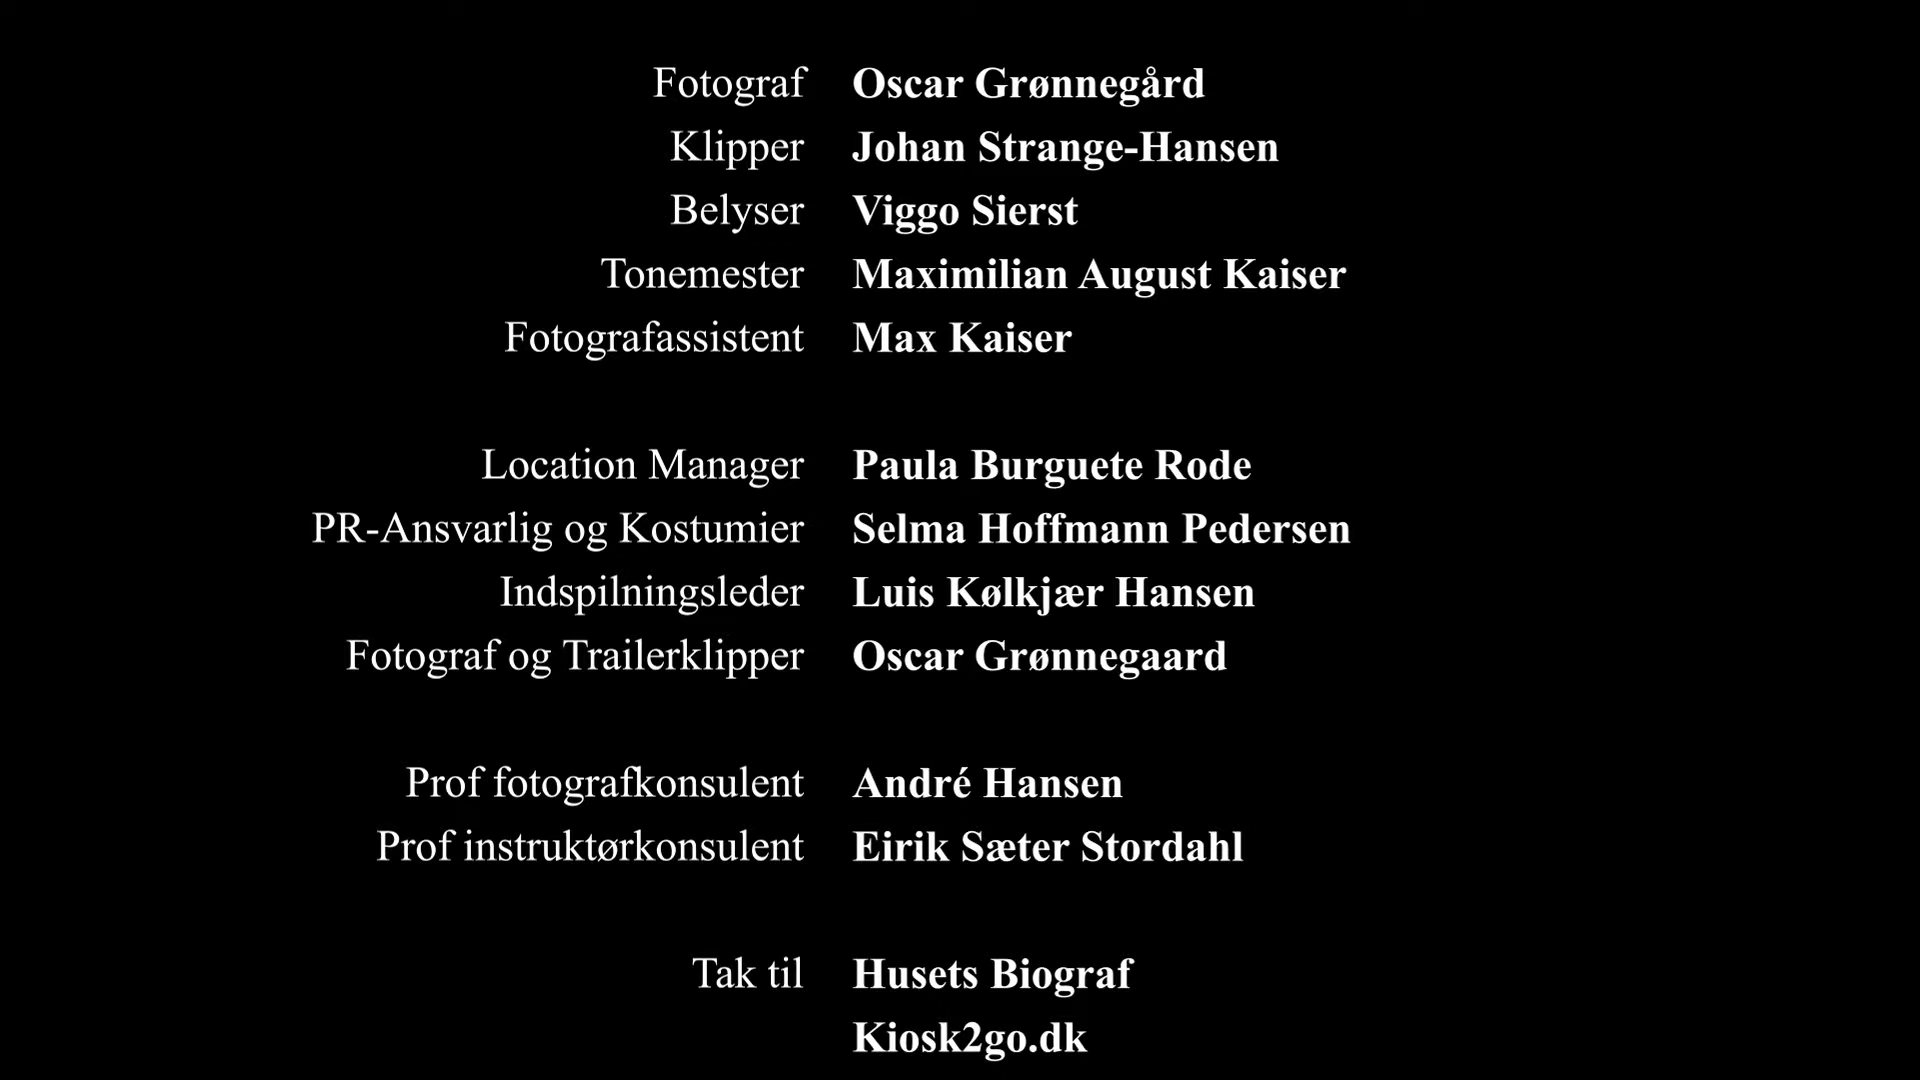 Fotograf Oscar Grønnegård
Klipper Johan Strange-Hansen
Belyser Viggo Sierst
Tonemester Maximilian August Kaiser
Fotografassistent Max Kaiser
Location Manager Paula Burguete Rode
PR-Ansvarlig og Kostumier Selma Hoffmann Pedersen
Indspilningsleder Luis Kølkjær Hansen
Fotograf og Trailerklipper Oscar Grønnegaard
Prof fotografkonsulent André Hansen
Prof instruktørkonsulent Eirik Sæter Stordahl
Tak til Husets Biograf
Kiosk2go.dk